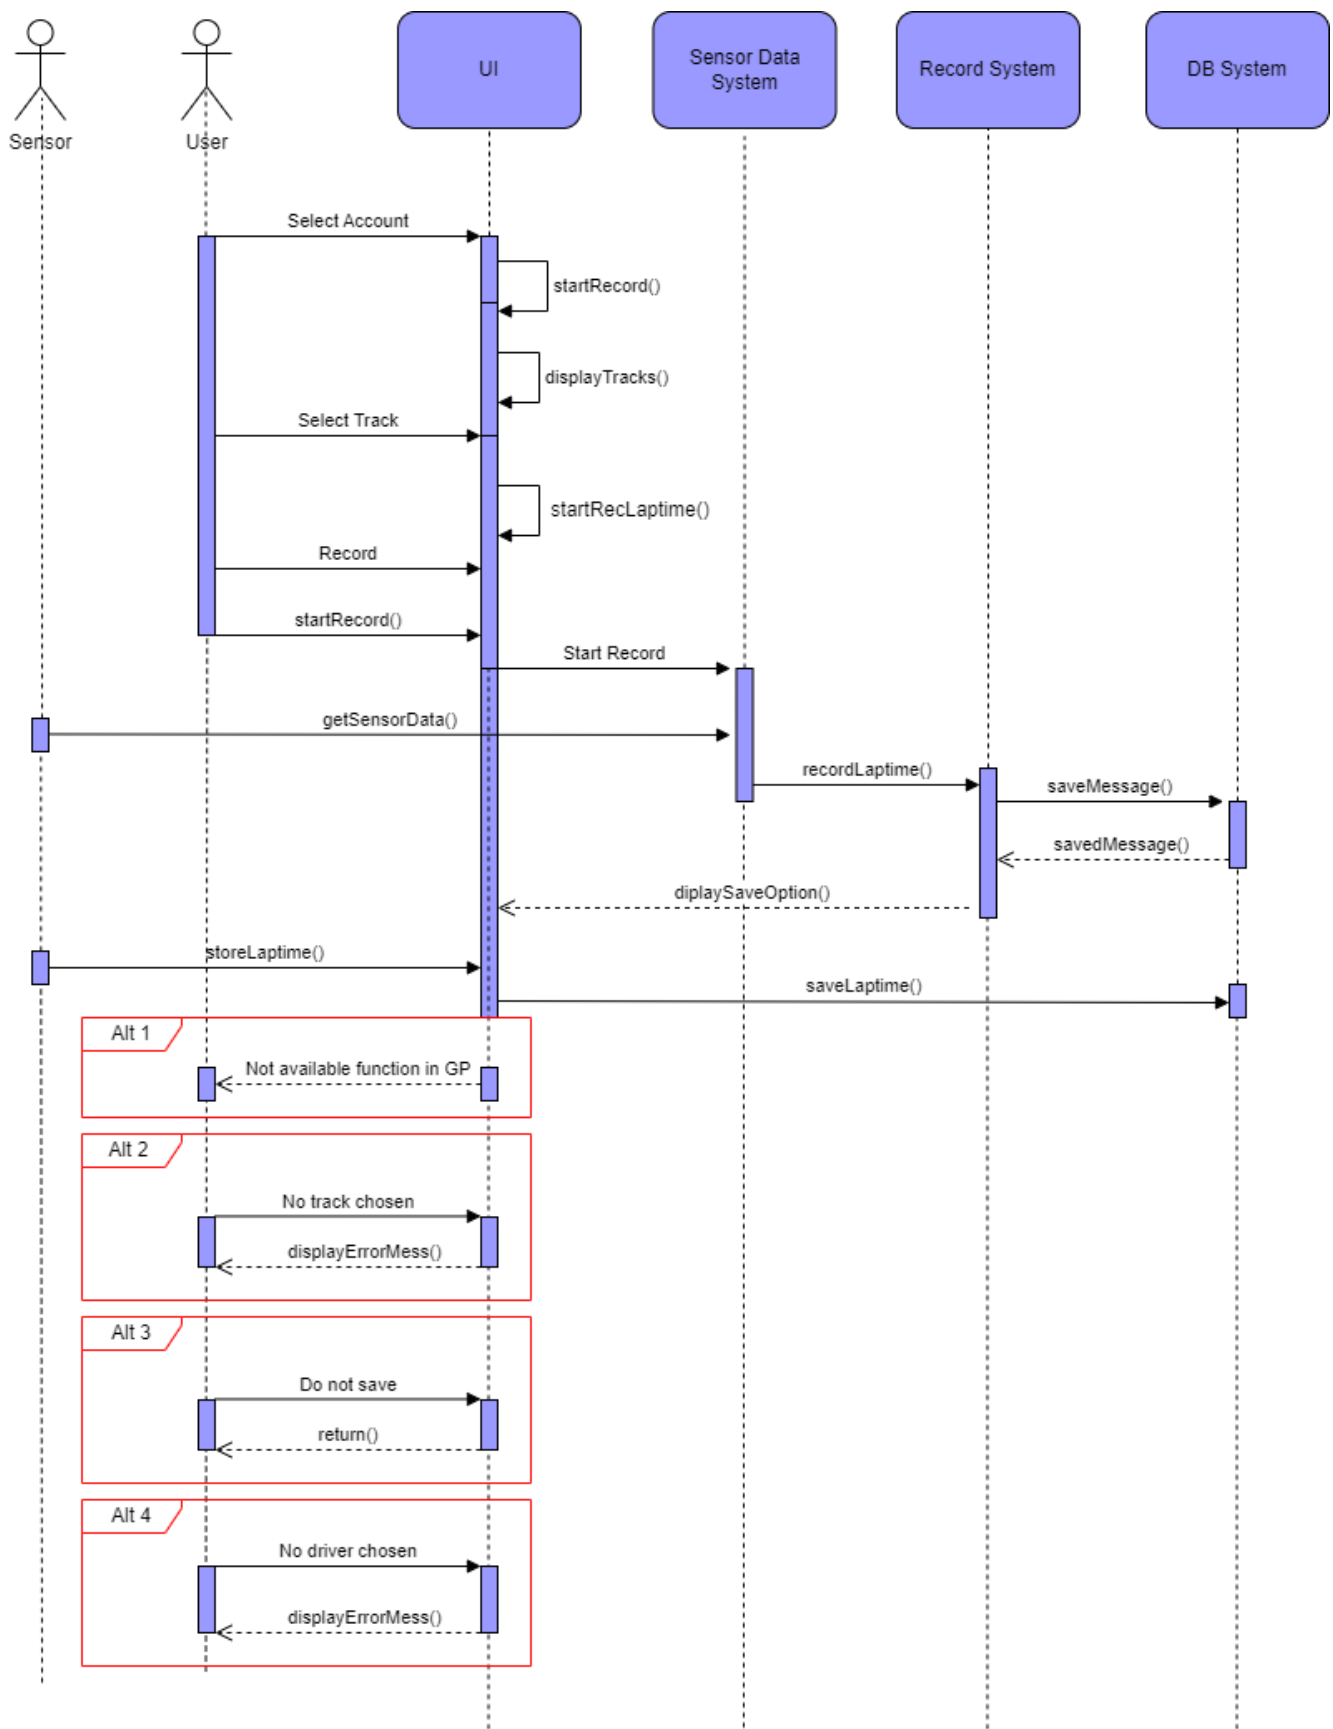 Sensor
User
UI
Sensor Data
System
Record System
DB System
Select Account
startRecord()
displayTracks()
Select Track
startRecLaptime()
Record
startRecord()
Start Record
getSensorData()
recordLaptime()
saveMessage()
savedMessage()
diplaySaveOption()
storeLaptime()
saveLaptime()
Alt 1
Not available function in GP
Alt 2
No track chosen
displayErrorMess()
Alt 3
Do not save
return()
Alt 4
No driver chosen
displayErrorMess()